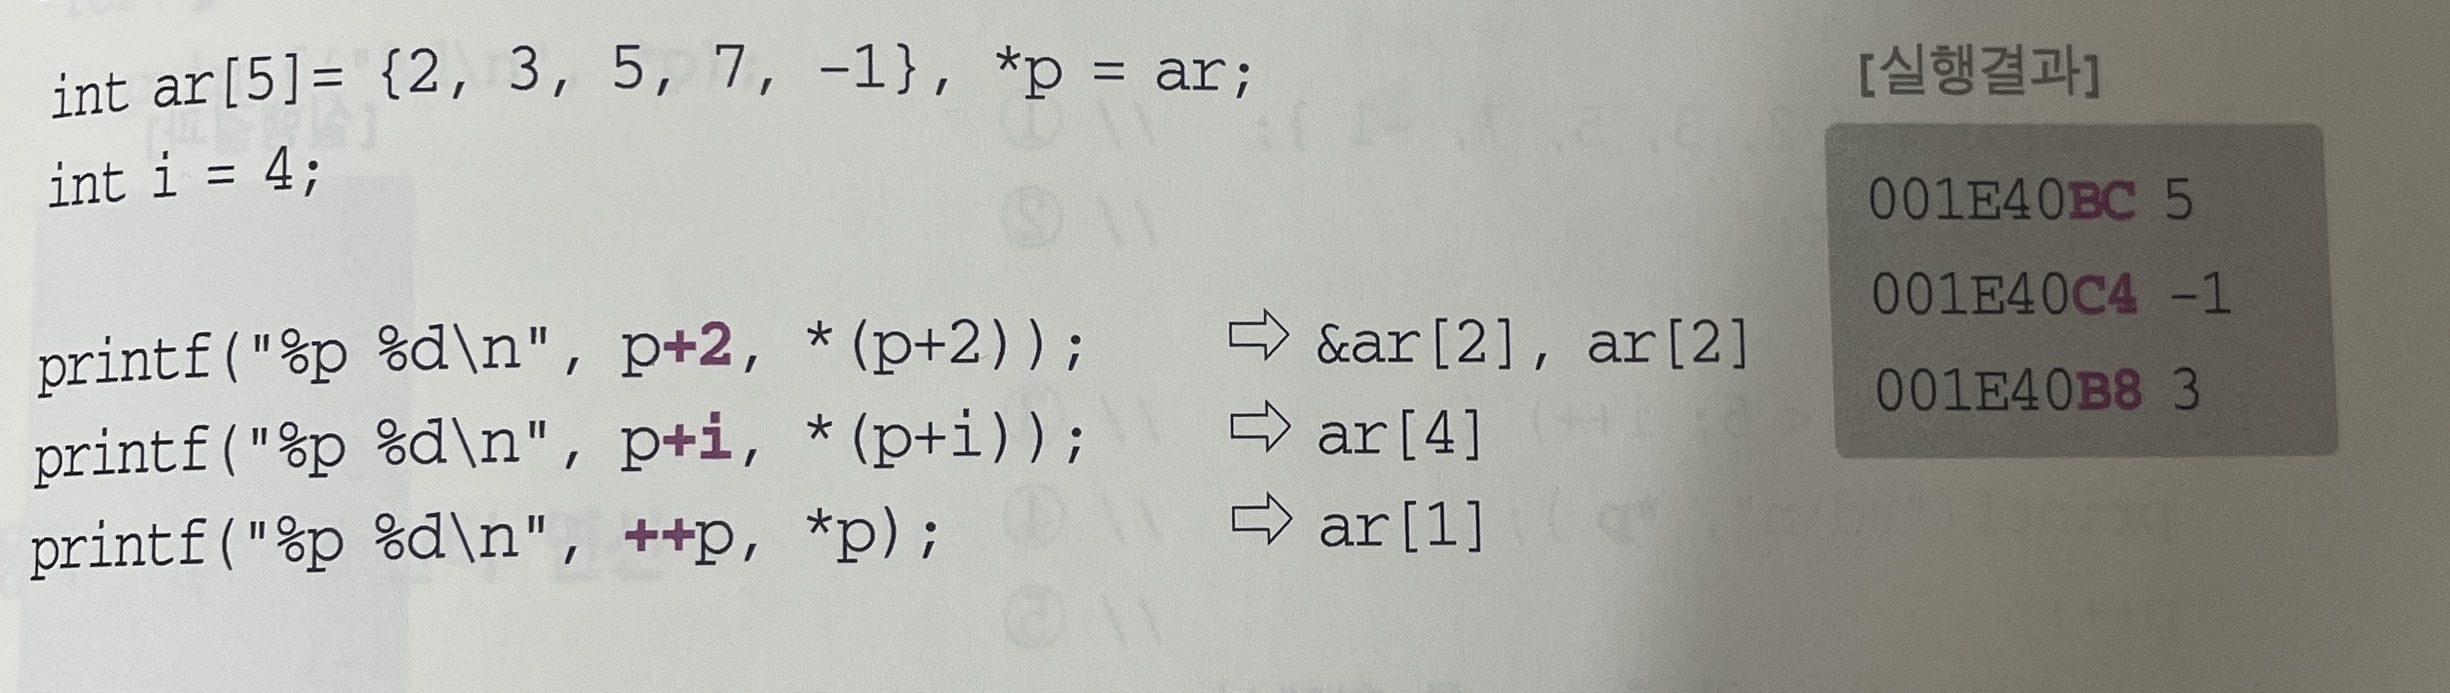 int ar[5]= {2, 3, 5, 7, -1}, *p = ar;
int i = 4;
printf("%p %d\n", p+2, *(p+2)); ⇨ &ar[2], ar[2]
printf("%p %d\n", p+i, *(p+i)); ⇨ ar[4]
printf("%p %d\n", ++p, *p); ⇨ ar[1]
[실행결과]
001E40BC 5
001E40C4 -1
001E40B8 3